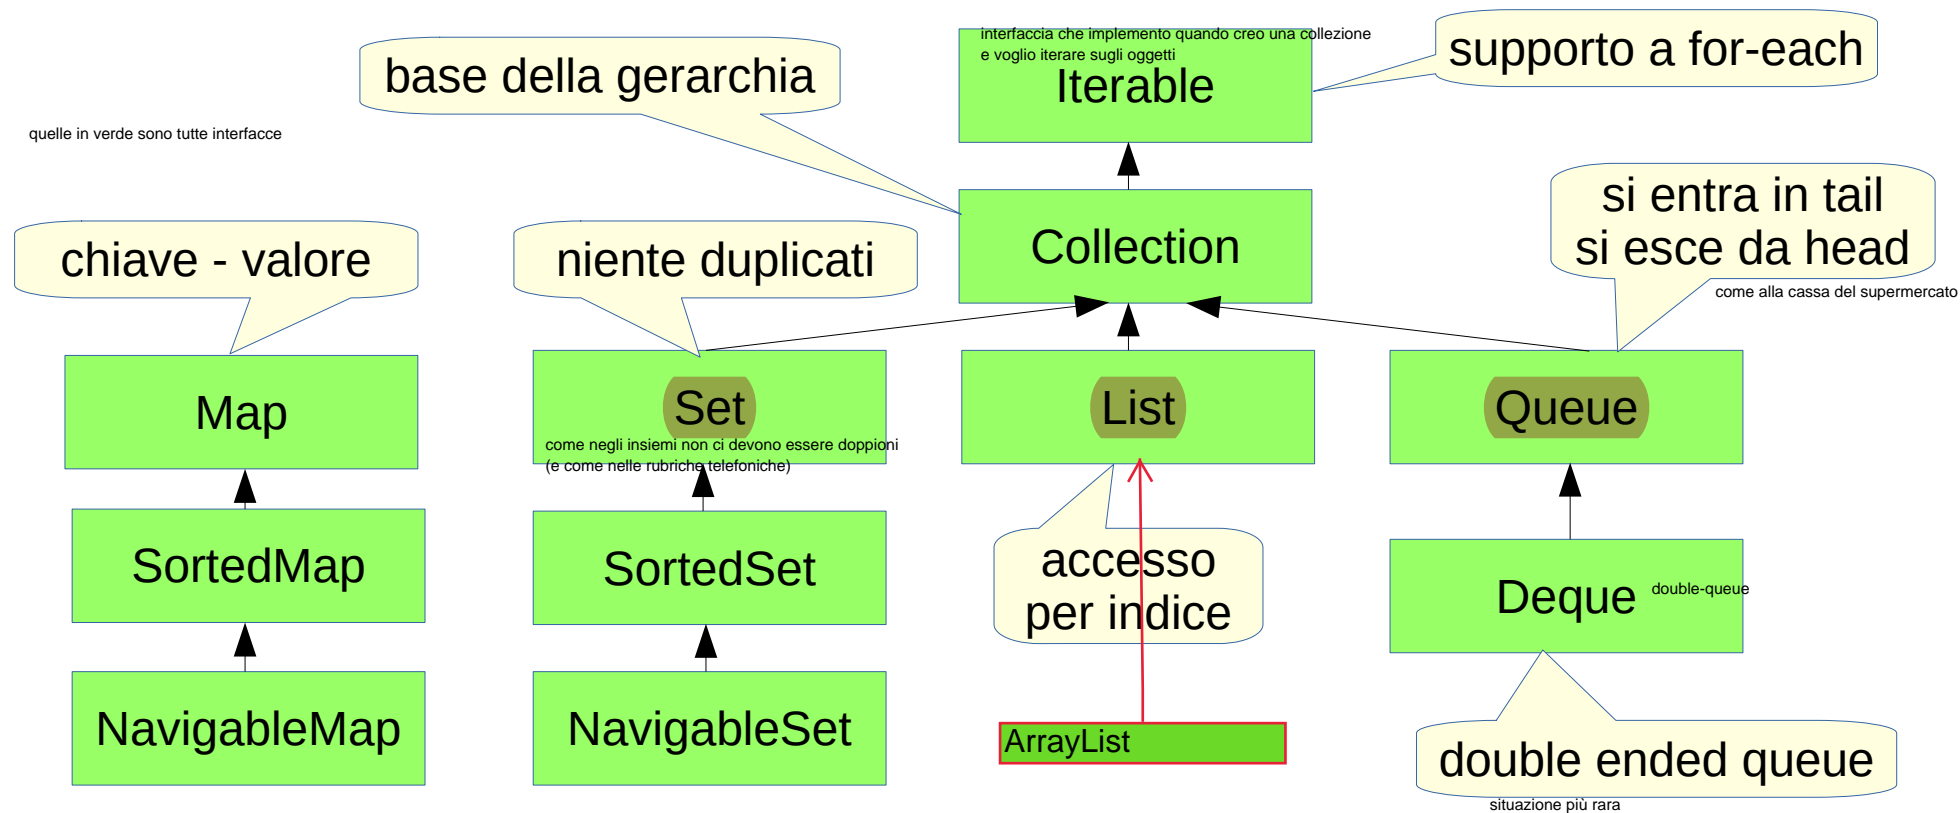 interfaccia che implemento quando creo una collezione
e voglio iterare sugli oggetti
Iterable
supporto a for-each
base della gerarchia
quelle in verde sono tutte interfacce
si entra in tail
si esce da head
come alla cassa del supermercato
chiave - valore
niente duplicati
Collection
Map
Set
come negli insiemi non ci devono essere doppioni
(e come nelle rubriche telefoniche)
List
Queue
accesso
per indice
SortedMap
SortedSet
Deque
double-queue
NavigableMap
NavigableSet
ArrayList
double ended queue
situazione più rara